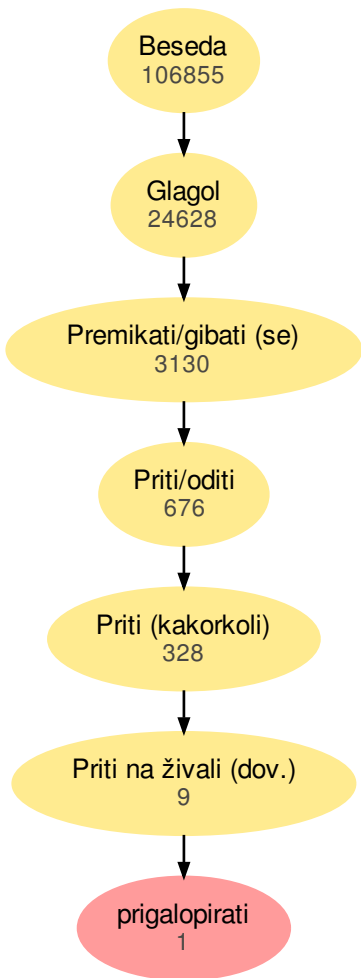 Beseda
106855
Glagol
24628
Premikati/gibati (se)
3130
Priti/oditi
676
Priti (kakorkoli)
328
Priti na živali (dov.)
9
prigalopirati
1